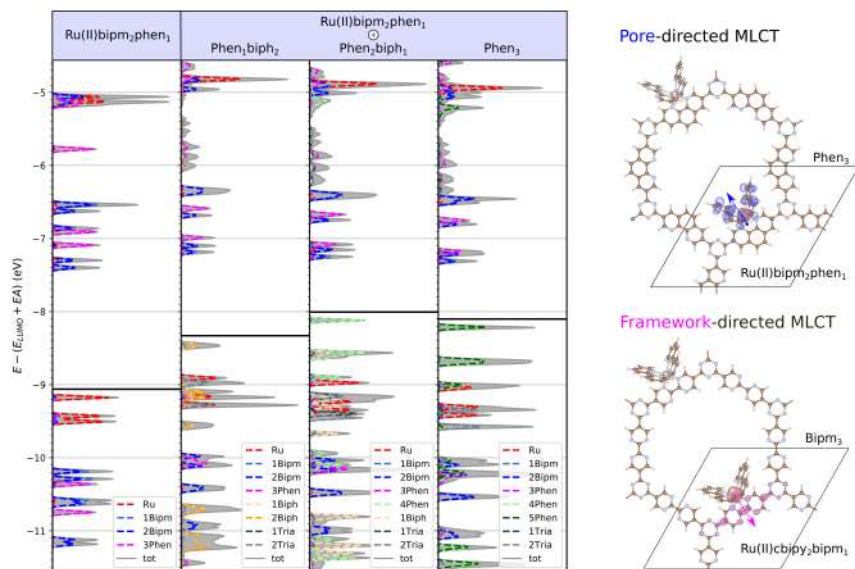 Ru(II)bipm₂phen₁
Ru(II)bipm₂phen₁
⊕
Phen₁biph₂
Phen₂biph₁
Phen₃
E − (E_LUMO + EA) (eV)
−5
−6
−7
−8
−9
−10
−11
Ru
1Bipm
2Bipm
3Phen
tot
Ru
1Bipm
2Bipm
3Phen
1Biph
2Biph
1Tria
2Tria
tot
Ru
1Bipm
2Bipm
3Phen
4Phen
1Biph
1Tria
2Tria
tot
Ru
1Bipm
2Bipm
3Phen
4Phen
5Phen
1Tria
2Tria
tot
Pore-directed MLCT
Phen₃
Ru(II)bipm₂phen₁
Framework-directed MLCT
Bipm₃
Ru(II)cbipy₂bipm₁